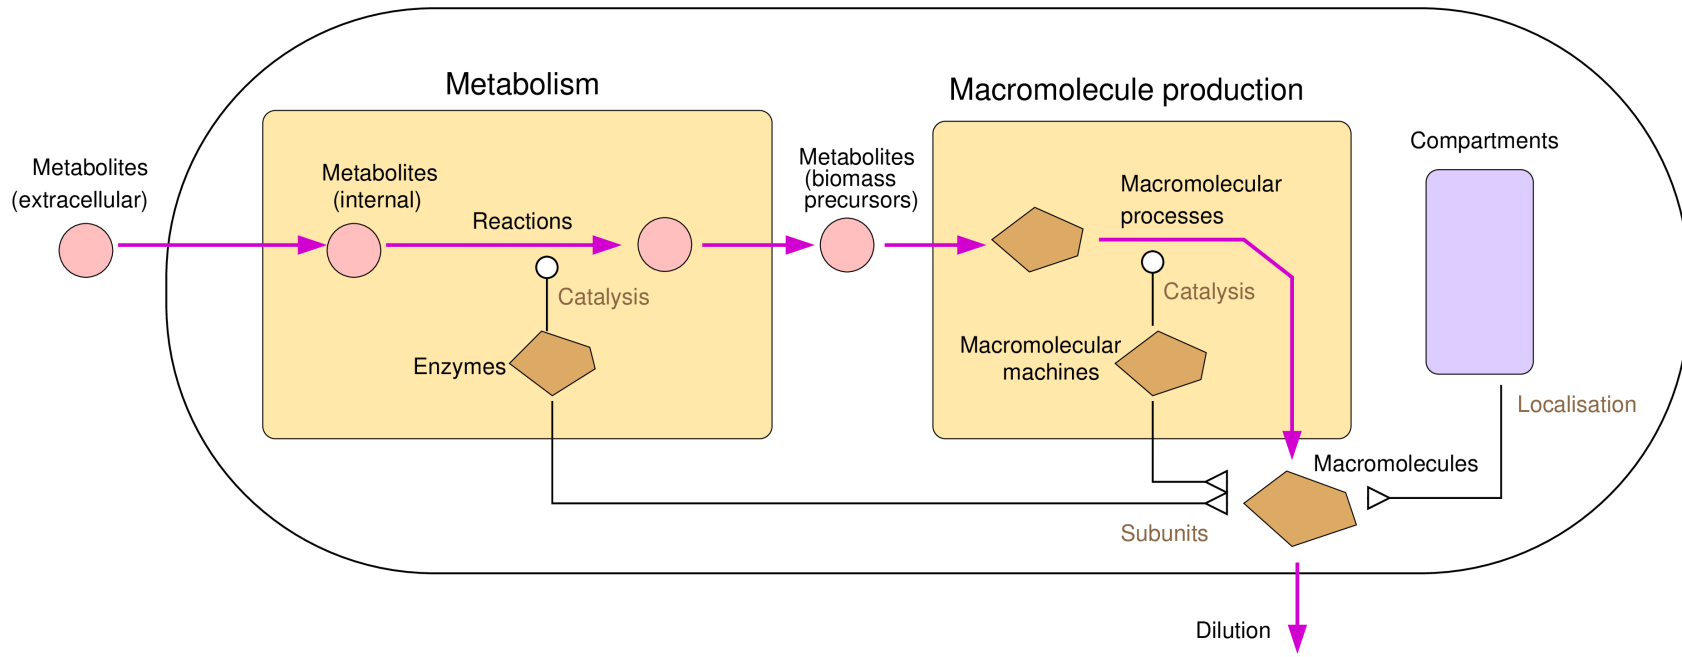 Metabolism
Macromolecule production
Metabolites
(extracellular)
Metabolites
(internal)
Reactions
Catalysis
Enzymes
Metabolites
(biomass
precursors)
Macromolecular
processes
Catalysis
Macromolecular
machines
Compartments
Localisation
Macromolecules
Subunits
Dilution